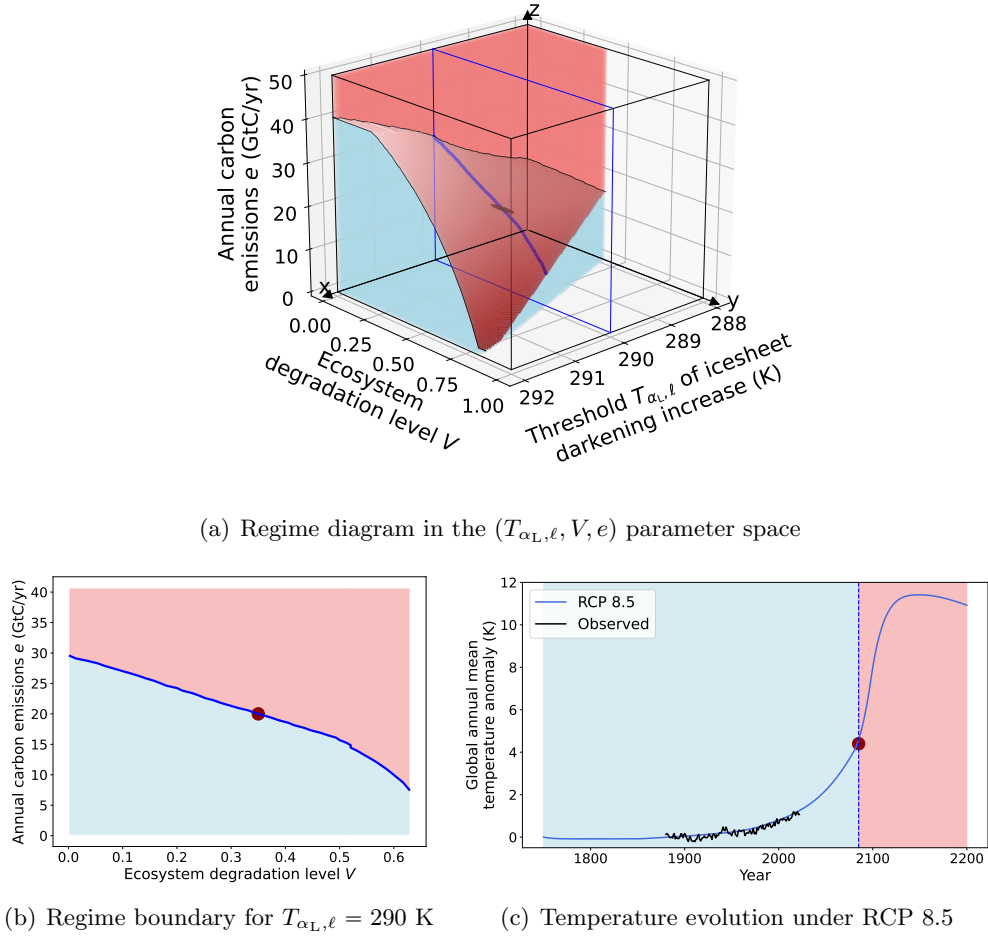 z
50
40
30
20
10
0
Annual carbon
emissions e (GtC/yr)
x
y
0.00
0.25
0.50
0.75
1.00
Ecosystem
degradation level V
292
291
290
289
288
Threshold T_{α_L,ℓ} of icesheet
darkening increase (K)
(a) Regime diagram in the (T_{α_L,ℓ}, V, e) parameter space
40
35
30
25
20
15
10
5
0
Annual carbon emissions e (GtC/yr)
0.0 0.1 0.2 0.3 0.4 0.5 0.6
Ecosystem degradation level V
(b) Regime boundary for T_{α_L,ℓ} = 290 K
12
10
8
6
4
2
0
Global annual mean
temperature anomaly (K)
RCP 8.5
Observed
1800 1900 2000 2100 2200
Year
(c) Temperature evolution under RCP 8.5